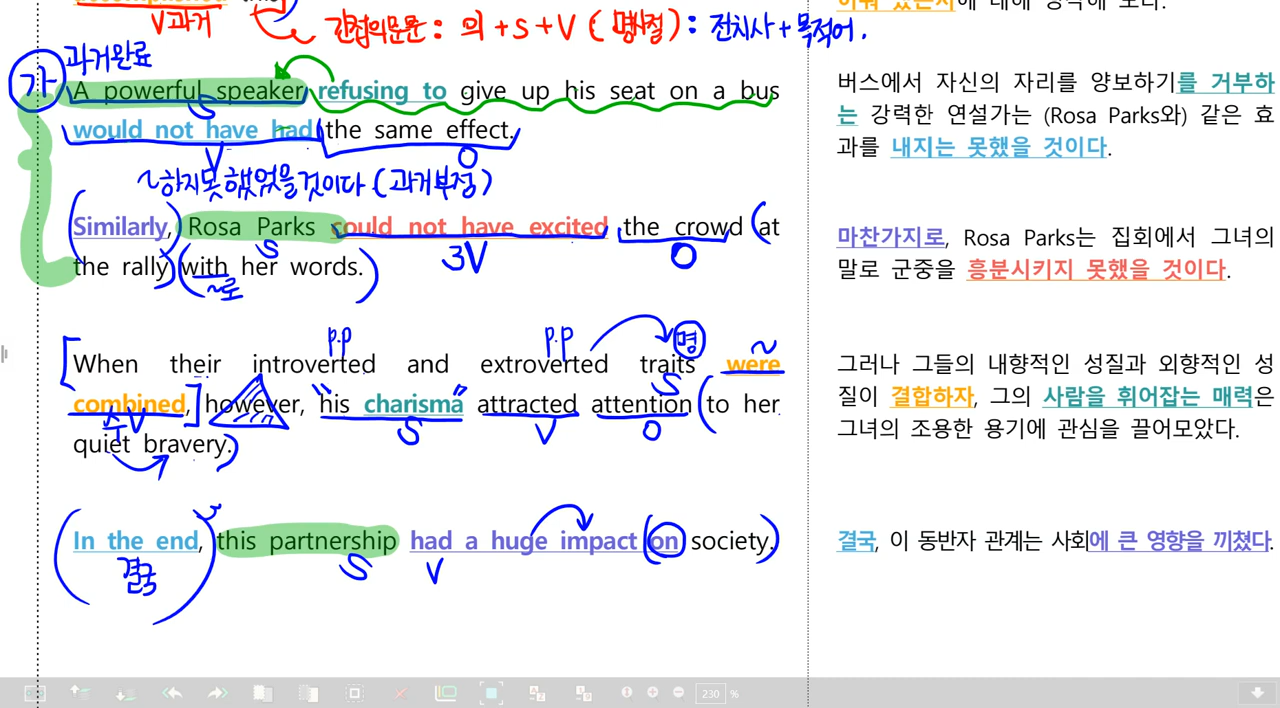 accomplished this
V과거
간접의문문: 의+S+V (명사절): 전치사+목적어.
과거완료
가
A powerful speaker refusing to give up his seat on a bus
S
would not have had the same effect.
V
O
~하지못했었을것이다 (과거부정)
(Similarly,) Rosa Parks could not have excited the crowd (at
S
3V
O
the rally) (with her words.)
~로
p.p
p.p
명
[When their introverted and extroverted traits were
S
combined,] however, "his charisma" attracted attention (to her
수V
S
V
O
quiet bravery.)
(In the end,) this partnership had a huge impact (on society.)
결국
S
V
버스에서 자신의 자리를 양보하기를 거부하
는 강력한 연설가는 (Rosa Parks와) 같은 효
과를 내지는 못했을 것이다.
마찬가지로, Rosa Parks는 집회에서 그녀의
말로 군중을 흥분시키지 못했을 것이다.
그러나 그들의 내향적인 성질과 외향적인 성
질이 결합하자, 그의 사람을 휘어잡는 매력은
그녀의 조용한 용기에 관심을 끌어모았다.
결국, 이 동반자 관계는 사회에 큰 영향을 끼쳤다.
230 %